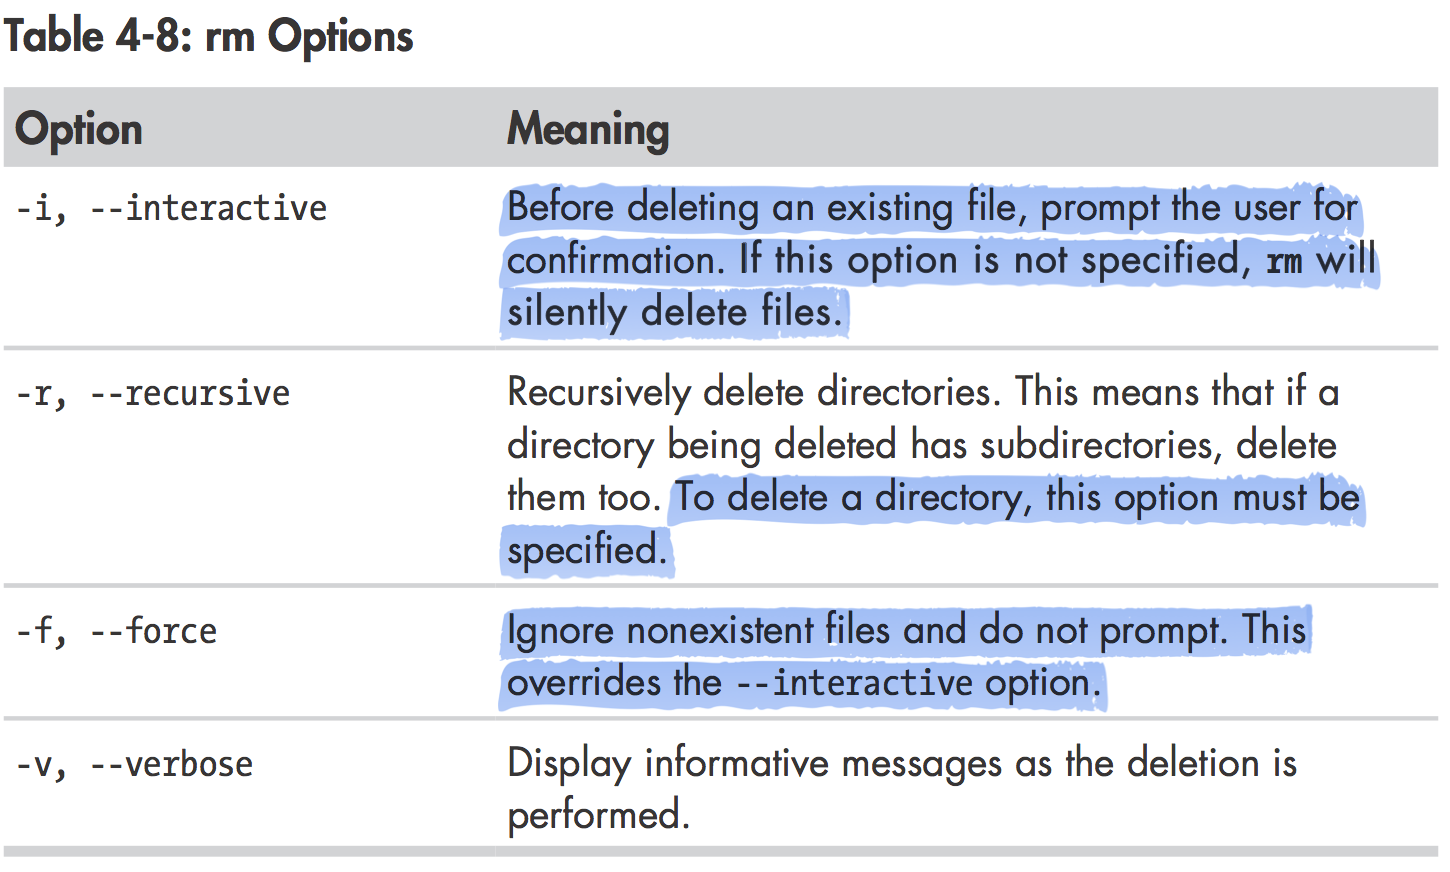 Table 4-8: rm Options
Option Meaning
-i, --interactive Before deleting an existing file, prompt the user for
confirmation. If this option is not specified, rm will
silently delete files.
-r, --recursive Recursively delete directories. This means that if a
directory being deleted has subdirectories, delete
them too. To delete a directory, this option must be
specified.
-f, --force Ignore nonexistent files and do not prompt. This
overrides the --interactive option.
-v, --verbose Display informative messages as the deletion is
performed.